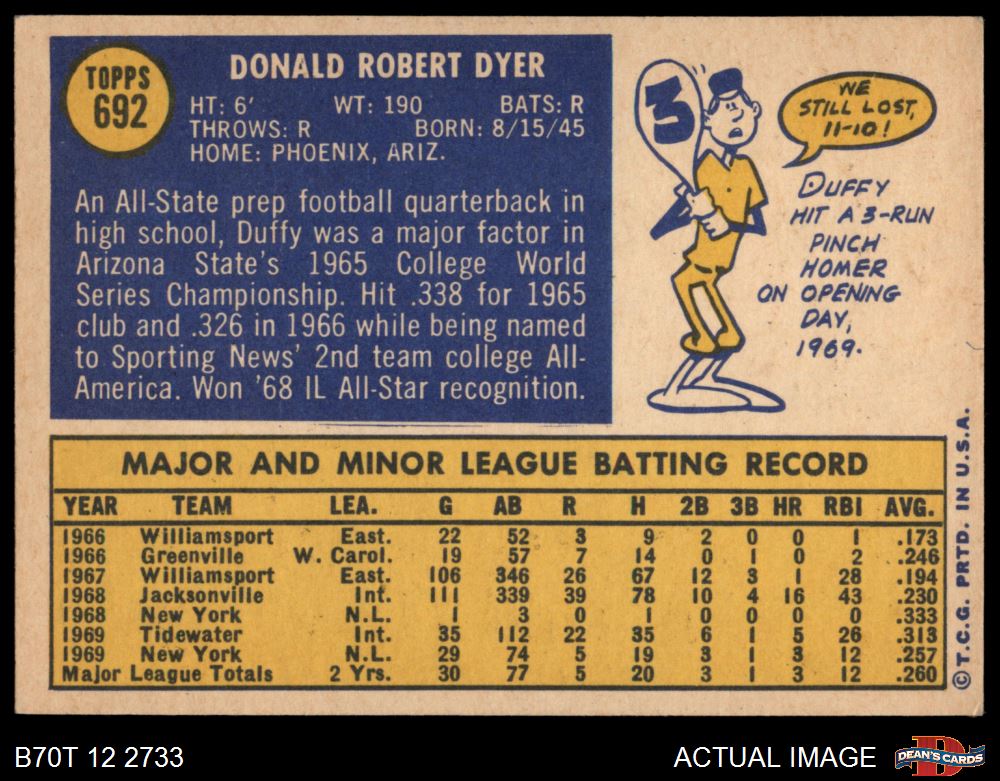 TOPPS
692
DONALD ROBERT DYER
HT: 6' WT: 190 BATS: R
THROWS: R BORN: 8/15/45
HOME: PHOENIX, ARIZ.
An All-State prep football quarterback in
high school, Duffy was a major factor in
Arizona State's 1965 College World
Series Championship. Hit .338 for 1965
club and .326 in 1966 while being named
to Sporting News' 2nd team college All-
America. Won '68 IL All-Star recognition.
3
WE
STILL LOST,
11-10!
DUFFY
HIT A 3-RUN
PINCH
HOMER
ON OPENING
DAY,
1969.
MAJOR AND MINOR LEAGUE BATTING RECORD
YEAR TEAM LEA. G AB R H 2B 3B HR RBI AVG.
1966 Williamsport East. 22 52 3 9 2 0 0 1 .173
1966 Greenville W. Carol. 19 57 7 14 0 1 0 2 .246
1967 Williamsport East. 106 346 26 67 12 3 1 28 .194
1968 Jacksonville Int. 111 339 39 78 10 4 16 43 .230
1968 New York N.L. 1 3 0 1 0 0 0 0 .333
1969 Tidewater Int. 35 112 22 35 6 1 5 26 .313
1969 New York N.L. 29 74 5 19 3 1 3 12 .257
Major League Totals 2 Yrs. 30 77 5 20 3 1 3 12 .260
© T.C.G. PRTD. IN U.S.A.
B70T 12 2733
ACTUAL IMAGE
D
DEAN'S CARDS